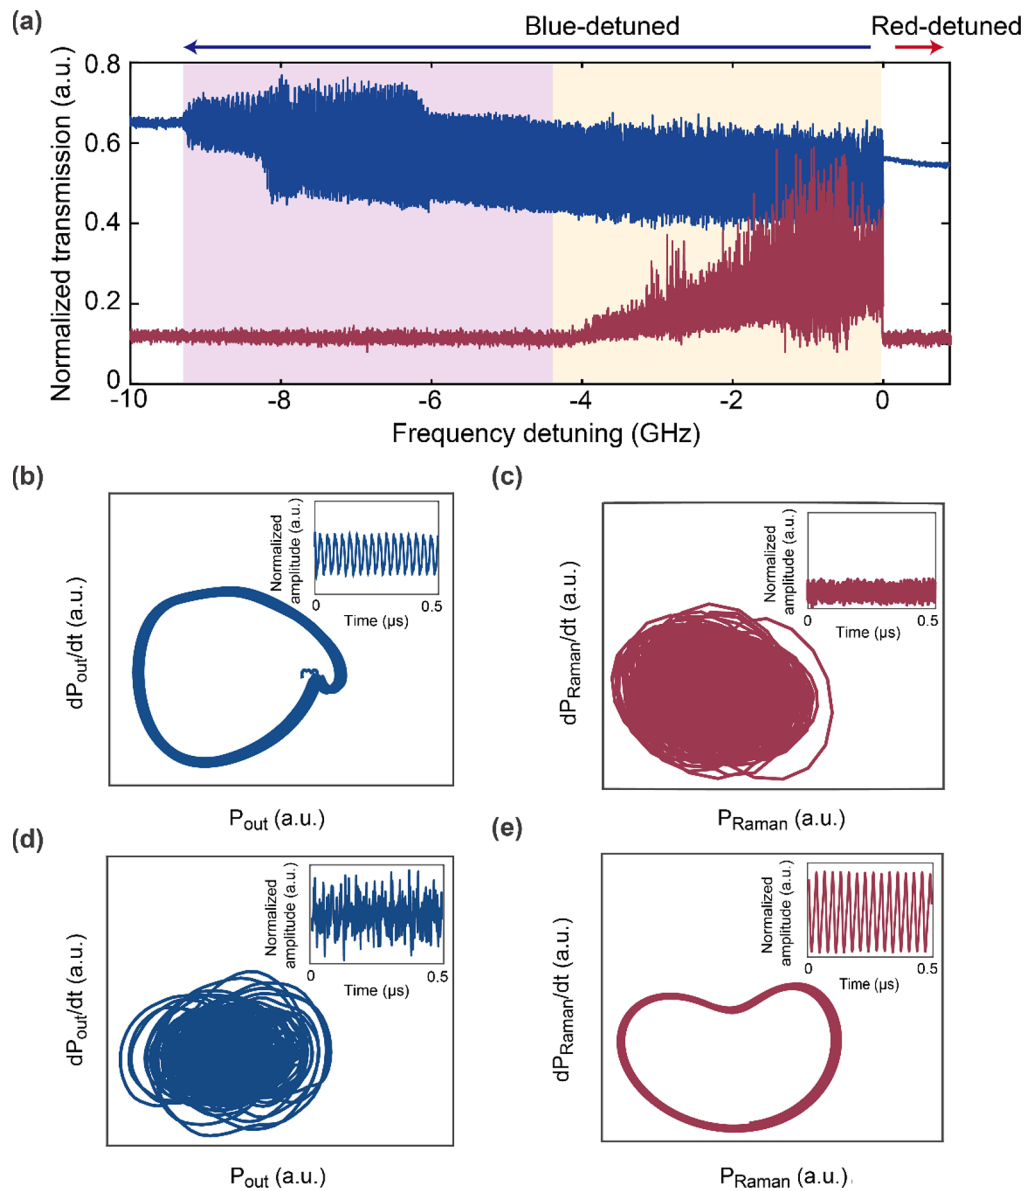 (a)
Blue-detuned Red-detuned
Normalized transmission (a.u.)
0.8
0.6
0.4
0.2
0
-10 -8 -6 -4 -2 0
Frequency detuning (GHz)
(b)
dPout/dt (a.u.)
Normalized
amplitude (a.u.)
0 0.5
Time (µs)
Pout (a.u.)
(c)
dPRaman/dt (a.u.)
Normalized
amplitude (a.u.)
0 0.5
Time (µs)
PRaman (a.u.)
(d)
dPout/dt (a.u.)
Normalized
amplitude (a.u.)
0 0.5
Time (µs)
Pout (a.u.)
(e)
dPRaman/dt (a.u.)
Normalized
amplitude (a.u.)
0 0.5
Time (µs)
PRaman (a.u.)